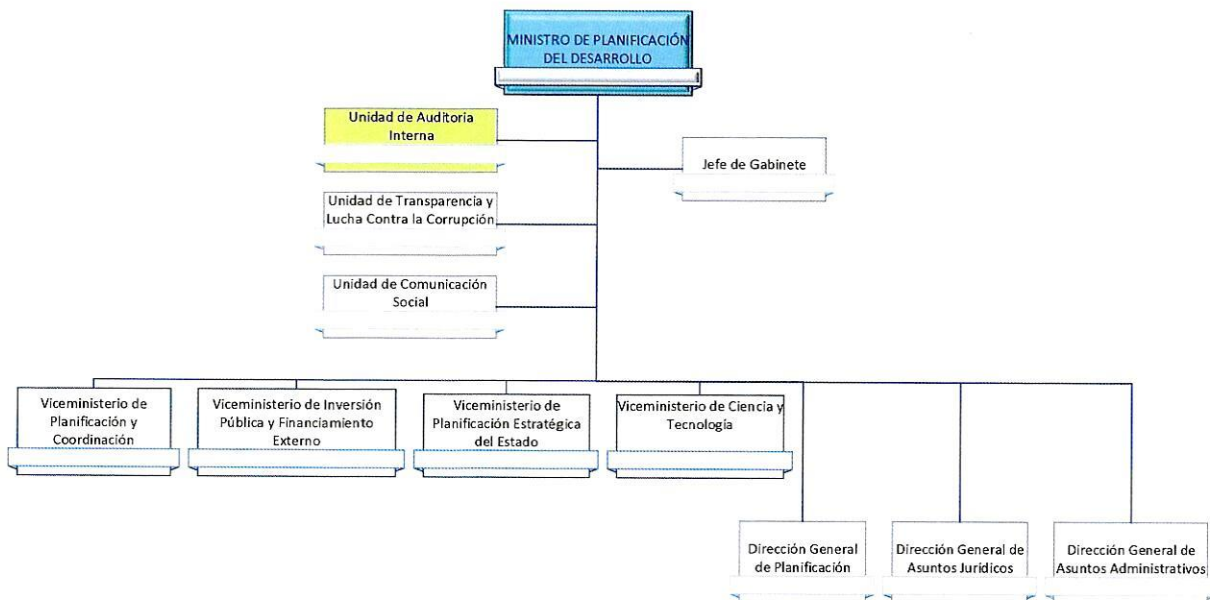 MINISTRO DE PLANIFICACIÓN
DEL DESARROLLO
Unidad de Auditoria
Interna
Jefe de Gabinete
Unidad de Transparencia y
Lucha Contra la Corrupción
Unidad de Comunicación
Social
Viceministerio de
Planificación y
Coordinación
Viceministerio de Inversión
Pública y Financiamiento
Externo
Viceministerio de
Planificación Estratégica
del Estado
Viceministerio de Ciencia y
Tecnología
Dirección General
de Planificación
Dirección General de
Asuntos Jurídicos
Dirección General de
Asuntos Administrativos